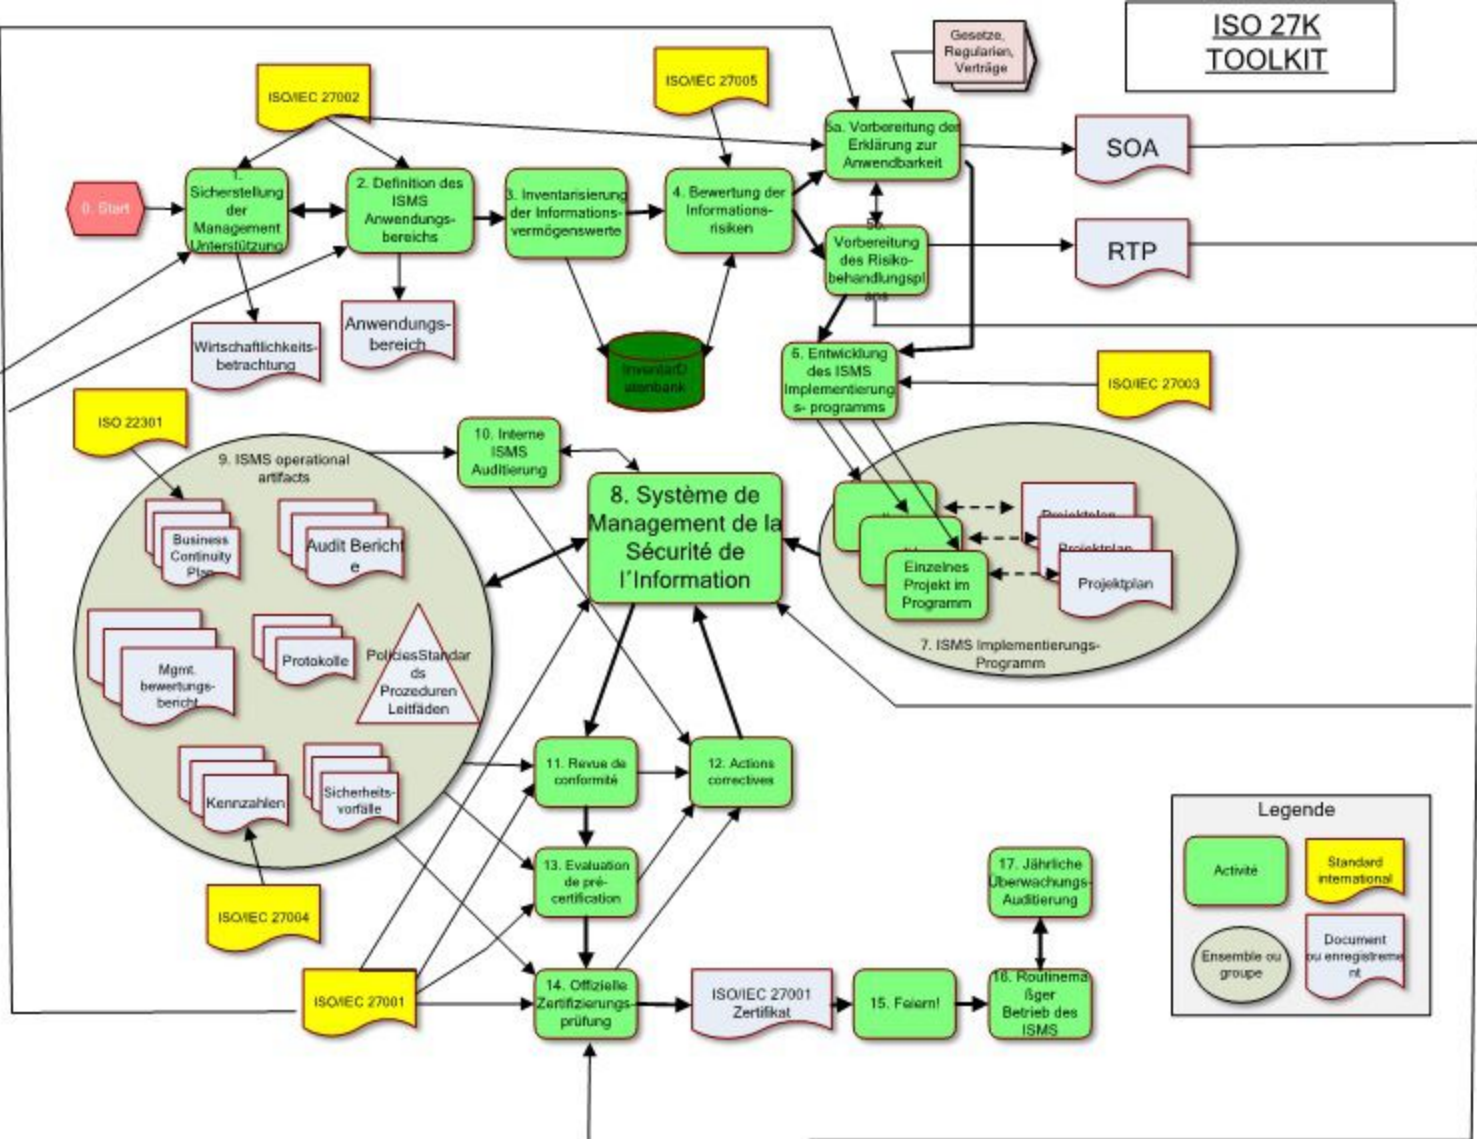 ISO 27K
TOOLKIT
Gesetze,
Regularien,
Verträge
ISO/IEC 27002
ISO/IEC 27005
5a. Vorbereitung der
Erklärung zur
Anwendbarkeit
SOA
0. Start
1.
Sicherstellung
der
Management
Unterstützung
2. Definition des
ISMS
Anwendungs-
bereichs
3. Inventarisierung
der Informations-
vermögenswerte
4. Bewertung der
Informations-
risiken
5b.
Vorbereitung
des Risiko-
behandlungspl
ans
RTP
Wirtschaftlichkeits-
betrachtung
Anwendungs-
bereich
InventarD
atenbank
6. Entwicklung
des ISMS
Implementierung
s- programms
ISO/IEC 27003
ISO 22301
9. ISMS operational
artifacts
10. Interne
ISMS
Auditierung
8. Système de
Management de la
Sécurité de
l´Information
Business
Continuity
Plan
Audit Bericht
e
Projektplan
Projektplan
Projektplan
Einzelnes
Projekt im
Programm
7. ISMS Implementierungs-
Programm
Mgmt.
bewertungs-
bericht
Protokolle
PoliciesStandar
ds
Prozeduren
Leitfäden
Kennzahlen
Sicherheits-
vorfälle
11. Revue de
conformité
12. Actions
correctives
13. Evaluation
de pré-
certification
ISO/IEC 27004
ISO/IEC 27001
14. Offizielle
Zertifizierungs-
prüfung
ISO/IEC 27001
Zertifikat
15. Feiern!
16. Routinemä
ßger
Betrieb des
ISMS
17. Jährliche
Überwachungs-
Auditierung
Legende
Activité
Standard
international
Ensemble ou
groupe
Document
ou enregistreme
nt